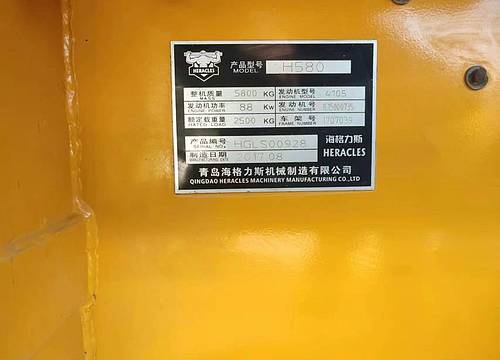 HERACLES 产品型号 MODEL H580
整机质量 MASS 5800 KG 发动机型号 ENGINE MODEL 4105
发动机功率 ENGINE POWER 88 Kw 发动机号 ENGINE NUMBER
额定载重量 RATED LOAD 2500 KG 车架号 FRAME NUMBER 1707039
产品编号 SERIAL NO. HGLS00928 海格力斯
制造日期 MANUFACTURING DATE 2017.08 HERACLES
青岛海格力斯机械制造有限公司
QINGDAO HERACLES MACHINERY MANUFACTURING CO.,LTD